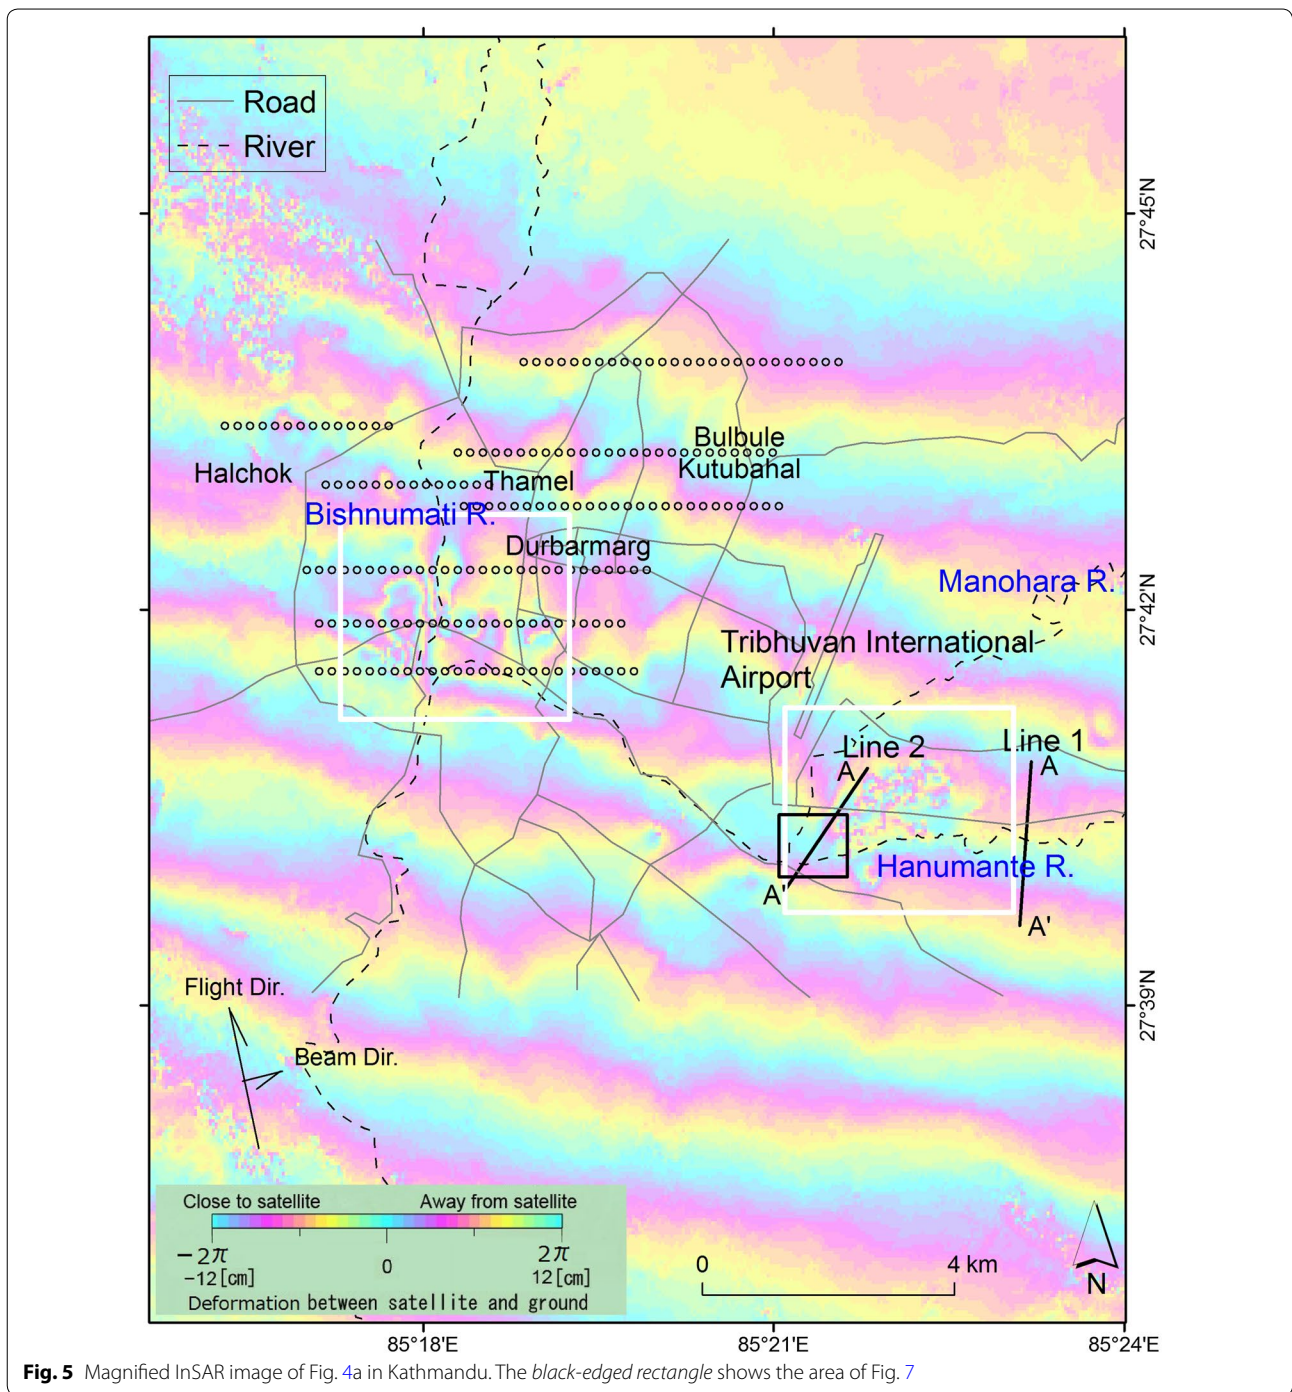 Road
River
27°45'N
Bulbule
Kutubahal
Halchok
Thamel
Bishnumati R.
Durbarmarg
Manohara R.
27°42'N
Tribhuvan International
Airport
Line 2
Line 1
A
A
Hanumante R.
A'
A'
Flight Dir.
27°39'N
Beam Dir.
Close to satellite Away from satellite
−2π 2π
-12[cm] 0 12[cm]
Deformation between satellite and ground
0 4 km
N
85°18'E 85°21'E 85°24'E
Fig. 5 Magnified InSAR image of Fig. 4a in Kathmandu. The black-edged rectangle shows the area of Fig. 7